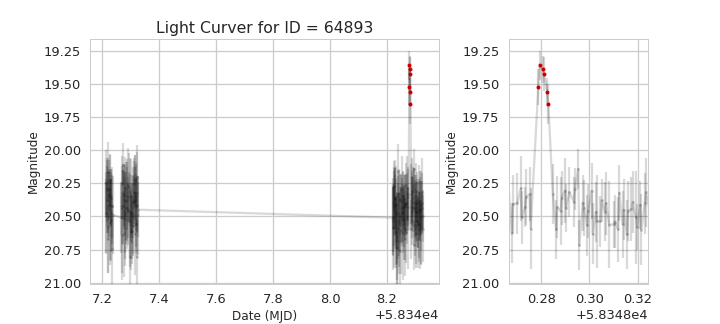 Light Curver for ID = 64893
Magnitude
19.25
19.50
19.75
20.00
20.25
20.50
20.75
21.00
7.2 7.4 7.6 7.8 8.0 8.2
Date (MJD)
+5.834e4
Magnitude
19.25
19.50
19.75
20.00
20.25
20.50
20.75
21.00
0.28 0.30 0.32
+5.8348e4